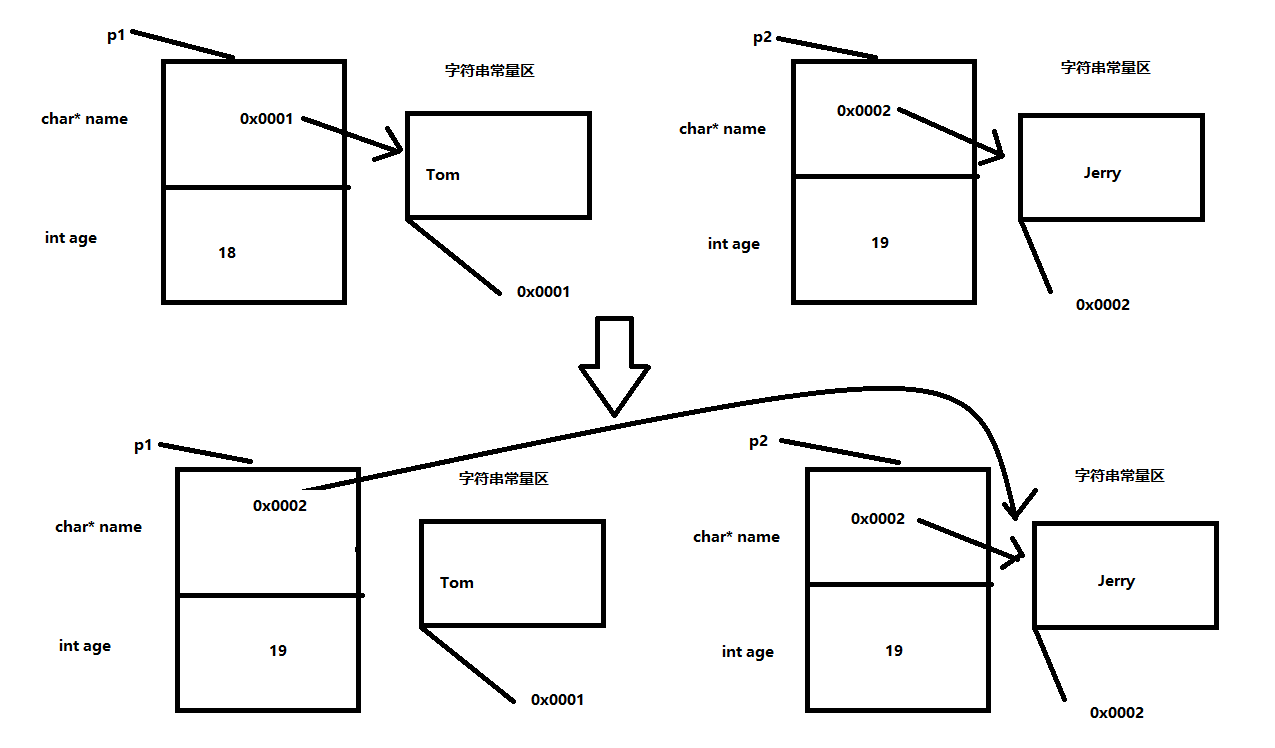 p1
字符串常量区
char* name
0x0001
Tom
int age
18
0x0001
p2
字符串常量区
char* name
0x0002
Jerry
int age
19
0x0002
p1
字符串常量区
char* name
0x0002
Tom
int age
19
0x0001
p2
字符串常量区
char* name
0x0002
Jerry
int age
19
0x0002